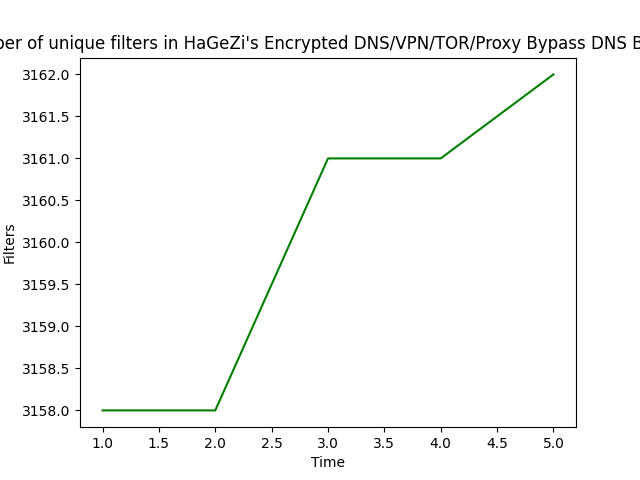 ber of unique filters in HaGeZi's Encrypted DNS/VPN/TOR/Proxy Bypass DNS B
3162.0
3161.5
3161.0
3160.5
3160.0
3159.5
3159.0
3158.5
3158.0
Filters
1.0 1.5 2.0 2.5 3.0 3.5 4.0 4.5 5.0
Time